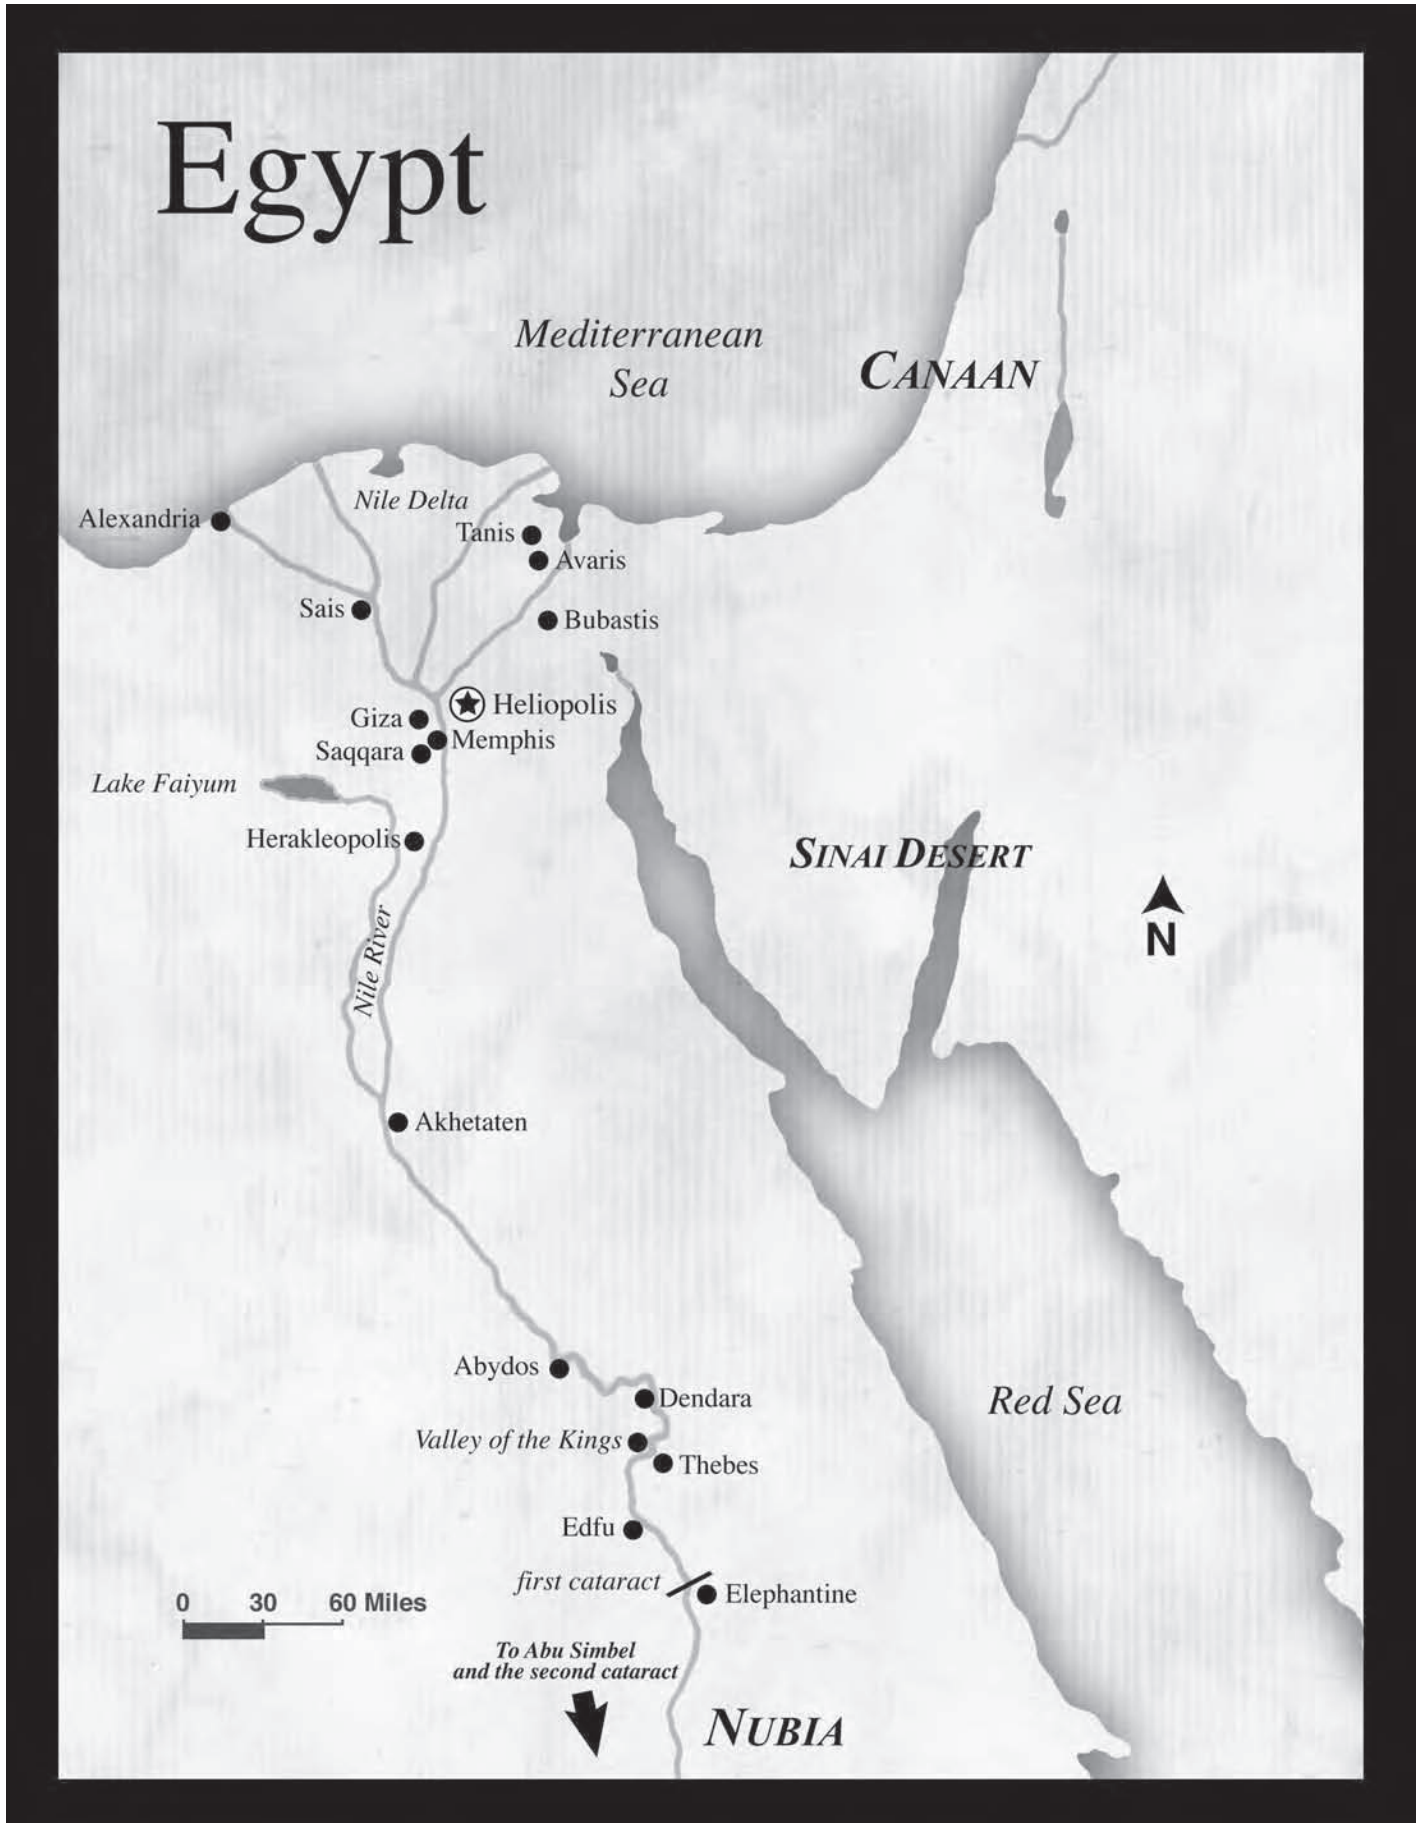 Egypt
Mediterranean
Sea
CANAAN
Nile Delta
Alexandria
Tanis
Avaris
Sais
Bubastis
Heliopolis
Giza
Memphis
Saqqara
Lake Faiyum
Herakleopolis
SINAI DESERT
N
Nile River
Akhetaten
Abydos
Dendara
Red Sea
Valley of the Kings
Thebes
Edfu
first cataract
Elephantine
0 30 60 Miles
To Abu Simbel
and the second cataract
NUBIA